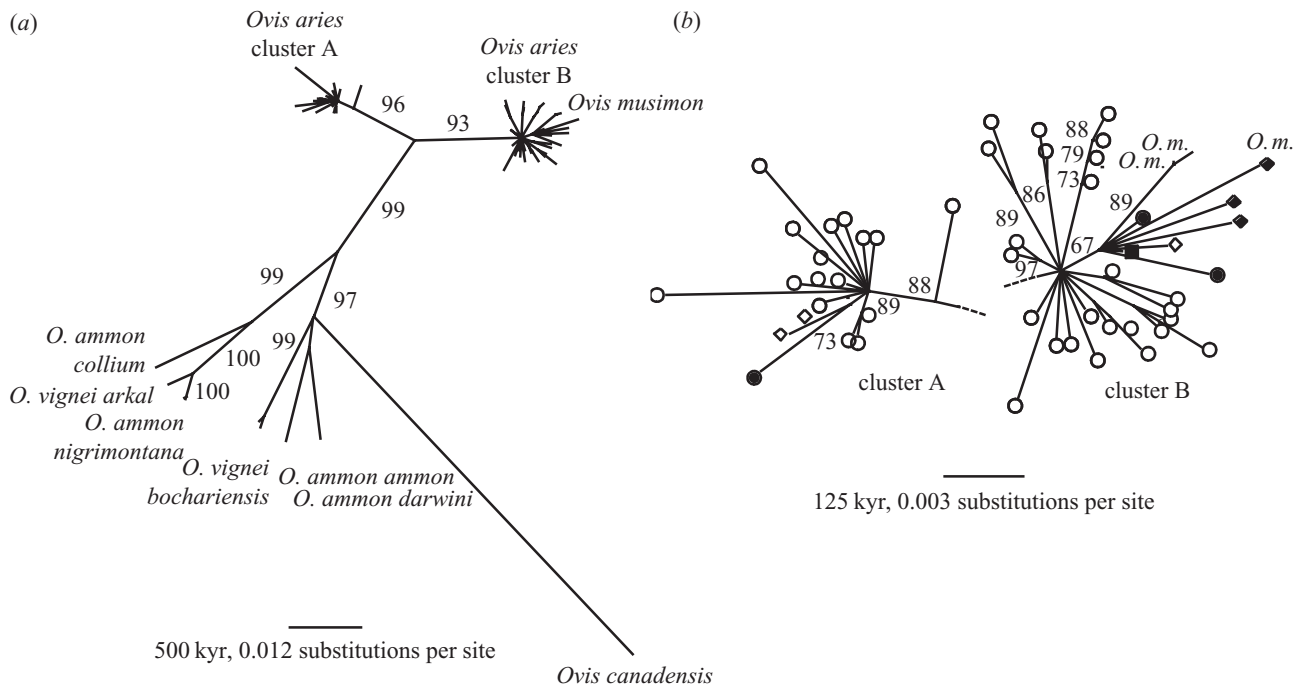 (a)
Ovis aries
cluster A
Ovis aries
cluster B
Ovis musimon
96
93
99
99
97
99
100
100
O. ammon
collium
O. vignei arkal
O. ammon
nigrimontana
O. vignei
bochariensis
O. ammon ammon
O. ammon darwini
500 kyr, 0.012 substitutions per site
Ovis canadensis
(b)
88
79
73
O. m.
O. m.
O. m.
86
89
89
67
97
88
89
73
cluster A
cluster B
125 kyr, 0.003 substitutions per site